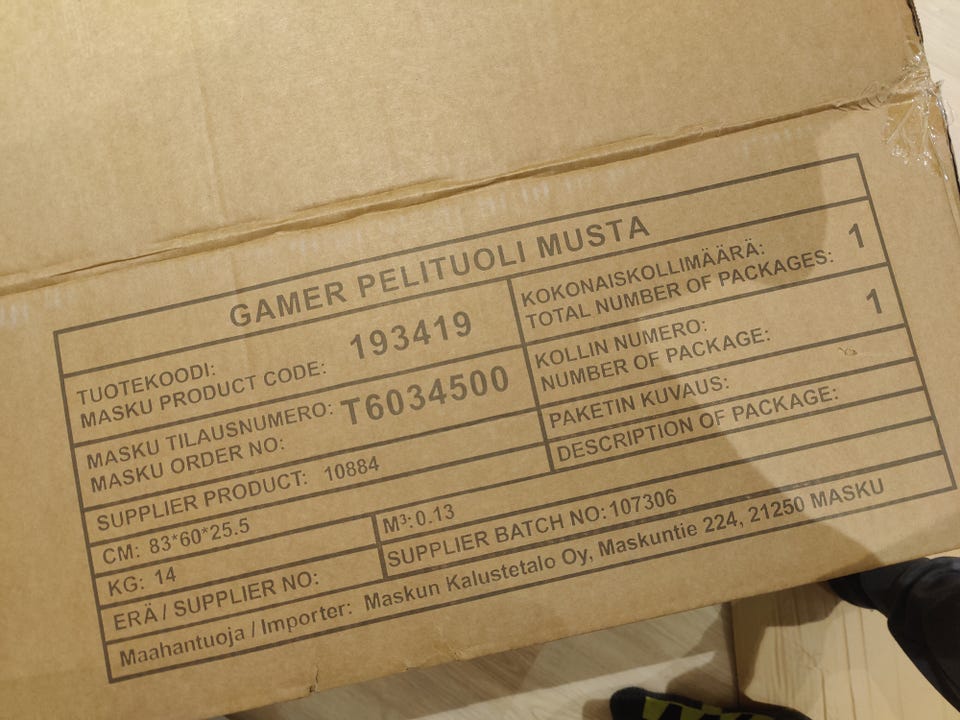 GAMER PELITUOLI MUSTA
TUOTEKOODI:
MASKU PRODUCT CODE: 193419
KOKONAISKOLLIMÄÄRÄ:
TOTAL NUMBER OF PACKAGES: 1
MASKU TILAUSNUMERO:
MASKU ORDER NO: T6034500
KOLLIN NUMERO:
NUMBER OF PACKAGE: 1
SUPPLIER PRODUCT: 10884
PAKETIN KUVAUS:
DESCRIPTION OF PACKAGE:
CM: 83*60*25.5
M³:0.13
KG: 14
SUPPLIER BATCH NO:107306
ERÄ / SUPPLIER NO:
Maahantuoja / Importer: Maskun Kalustetalo Oy, Maskuntie 224, 21250 MASKU